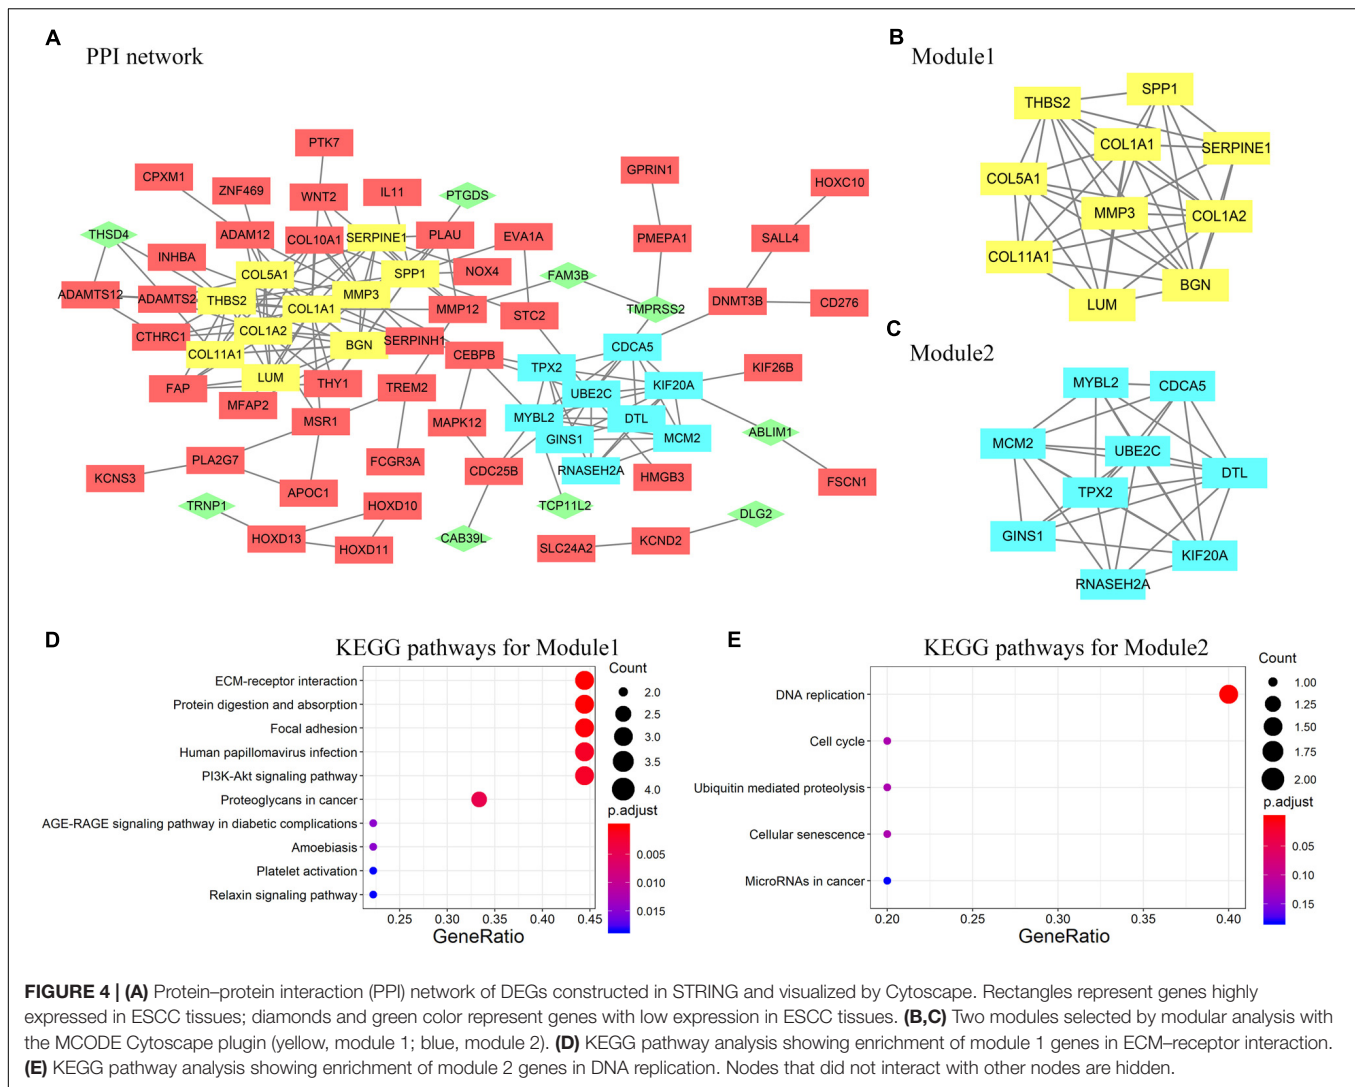 A
PPI network
PTK7
CPXM1
ZNF469
WNT2
IL11
PTGDS
GPRIN1
HOXC10
THSD4
ADAM12
COL10A1
SERPINE1
PLAU
EVA1A
PMEPA1
SALL4
INHBA
COL5A1
SPP1
NOX4
FAM3B
ADAMTS12
ADAMTS2
THBS2
MMP3
COL1A1
MMP12
STC2
TMPRSS2
DNMT3B
CD276
CTHRC1
COL1A2
COL11A1
BGN
SERPINH1
CEBPB
CDCA5
FAP
LUM
THY1
TREM2
TPX2
KIF20A
KIF26B
MFAP2
MSR1
MAPK12
UBE2C
MYBL2
DTL
GINS1
MCM2
ABLIM1
KCNS3
PLA2G7
FCGR3A
CDC25B
RNASEH2A
HMGB3
FSCN1
APOC1
TRNP1
HOXD10
TCP11L2
DLG2
HOXD13
HOXD11
CAB39L
SLC24A2
KCND2
B
Module1
SPP1
THBS2
COL1A1
SERPINE1
COL5A1
MMP3
COL1A2
COL11A1
BGN
LUM
C
Module2
MYBL2
CDCA5
MCM2
UBE2C
DTL
TPX2
GINS1
KIF20A
RNASEH2A
D
KEGG pathways for Module1
ECM-receptor interaction
Protein digestion and absorption
Focal adhesion
Human papillomavirus infection
PI3K-Akt signaling pathway
Proteoglycans in cancer
AGE-RAGE signaling pathway in diabetic complications
Amoebiasis
Platelet activation
Relaxin signaling pathway
0.25 0.30 0.35 0.40 0.45
GeneRatio
Count
2.0
2.5
3.0
3.5
4.0
p.adjust
0.005
0.010
0.015
E
KEGG pathways for Module2
DNA replication
Cell cycle
Ubiquitin mediated proteolysis
Cellular senescence
MicroRNAs in cancer
0.20 0.25 0.30 0.35 0.40
GeneRatio
Count
1.00
1.25
1.50
1.75
2.00
p.adjust
0.05
0.10
0.15
FIGURE 4 | (A) Protein–protein interaction (PPI) network of DEGs constructed in STRING and visualized by Cytoscape. Rectangles represent genes highly
expressed in ESCC tissues; diamonds and green color represent genes with low expression in ESCC tissues. (B,C) Two modules selected by modular analysis with
the MCODE Cytoscape plugin (yellow, module 1; blue, module 2). (D) KEGG pathway analysis showing enrichment of module 1 genes in ECM–receptor interaction.
(E) KEGG pathway analysis showing enrichment of module 2 genes in DNA replication. Nodes that did not interact with other nodes are hidden.